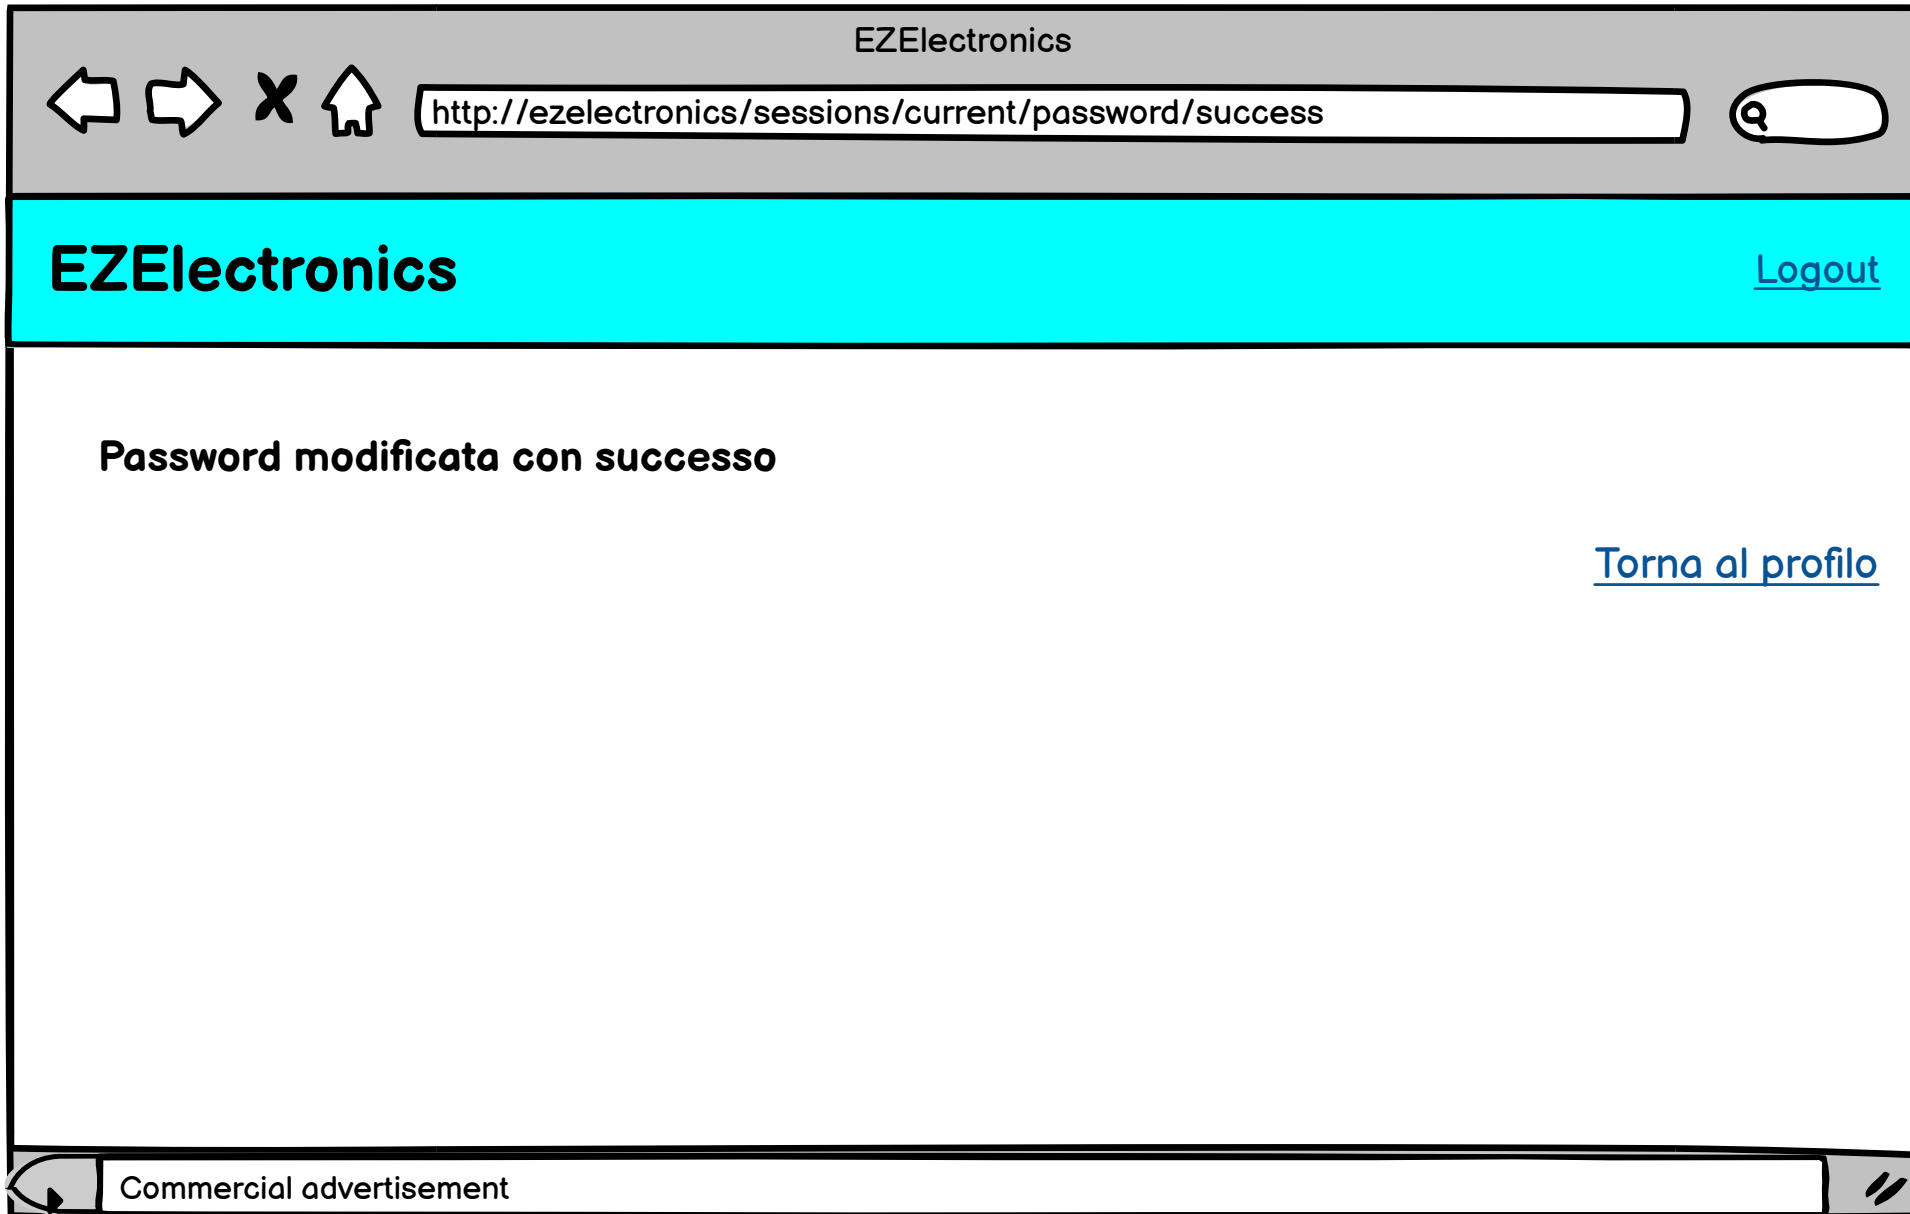 EZElectronics
http://ezelectronics/sessions/current/password/success
EZElectronics
Logout
Password modificata con successo
Torna al profilo
Commercial advertisement